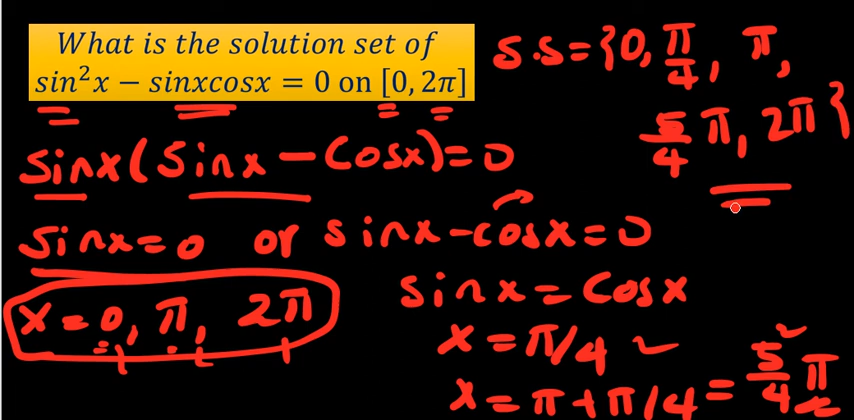 What is the solution set of
sin²x − sinxcosx = 0 on [0, 2π]
sinx(sinx − cosx) = 0
sinx = 0 or sinx − cosx = 0
x = 0, π, 2π
sinx = cosx
x = π/4
x = π + π/4 = 5/4 π
S.S = {0, π/4, π,
5/4 π, 2π}